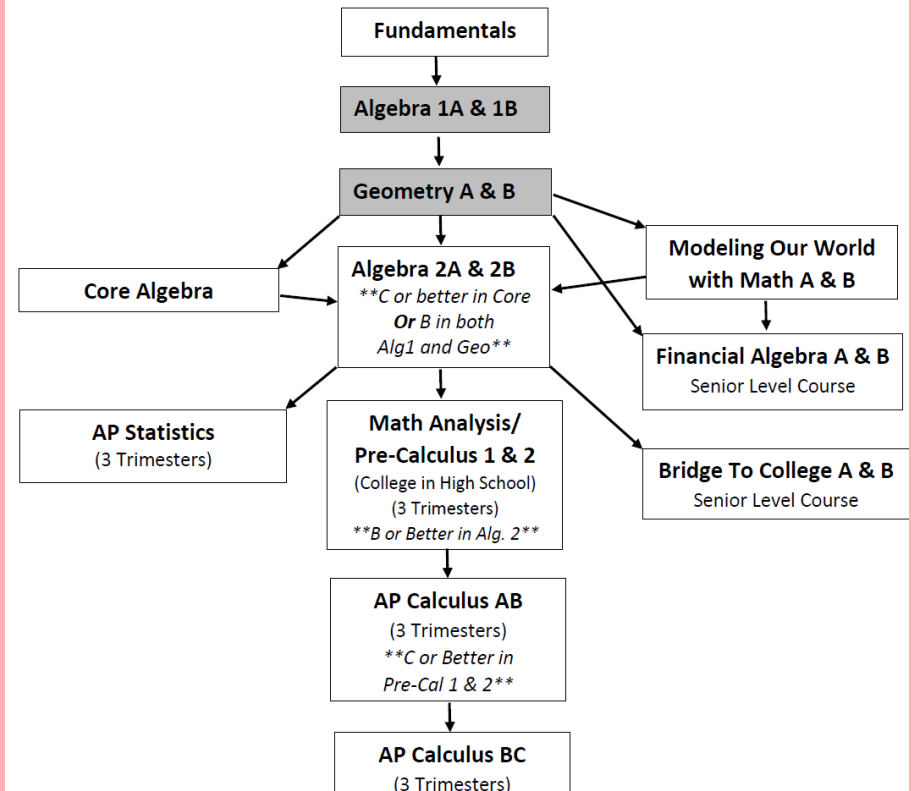 Fundamentals
Algebra 1A & 1B
Geometry A & B
Modeling Our World
with Math A & B
Core Algebra
Algebra 2A & 2B
**C or better in Core
Or B in both
Alg1 and Geo**
Financial Algebra A & B
Senior Level Course
AP Statistics
(3 Trimesters)
Math Analysis/
Pre-Calculus 1 & 2
(College in High School)
(3 Trimesters)
**B or Better in Alg. 2**
Bridge To College A & B
Senior Level Course
AP Calculus AB
(3 Trimesters)
**C or Better in
Pre-Cal 1 & 2**
AP Calculus BC
(3 Trimesters)